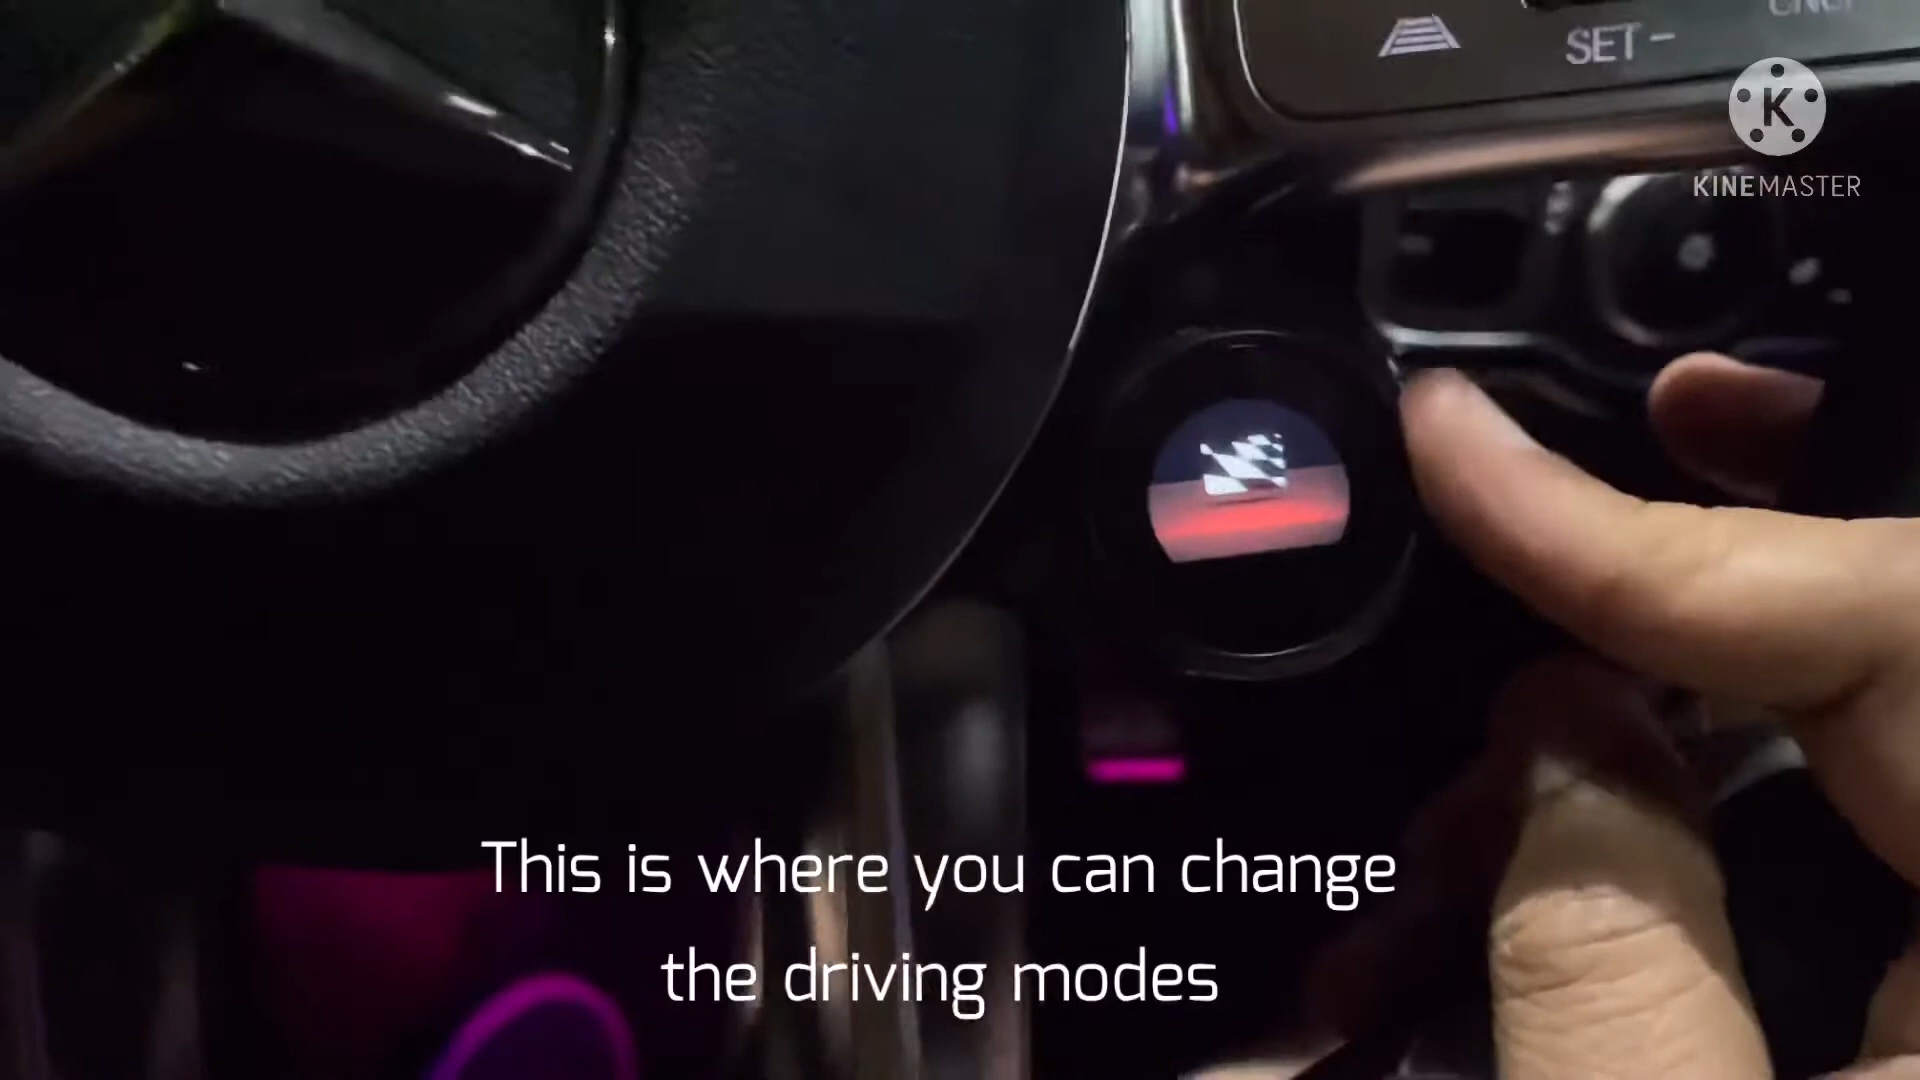 SET -
K
KINEMASTER
This is where you can change
the driving modes